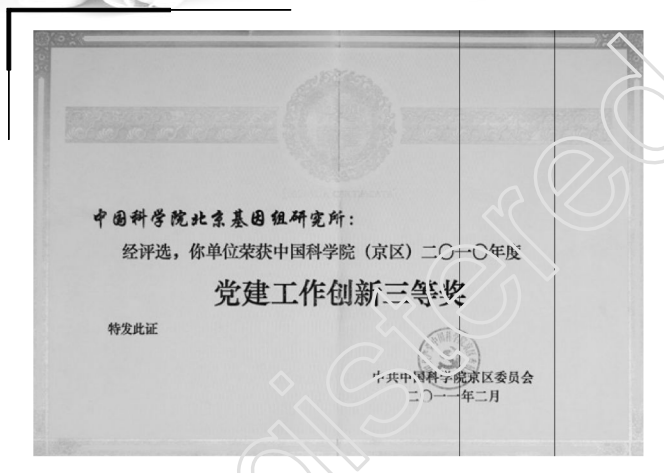 中国科学院北京基因组研究所：
经评选，你单位荣获中国科学院（京区）二〇一〇年度
党建工作创新三等奖
特发此证
中共中国科学院京区委员会
二〇一一年二月
gistered